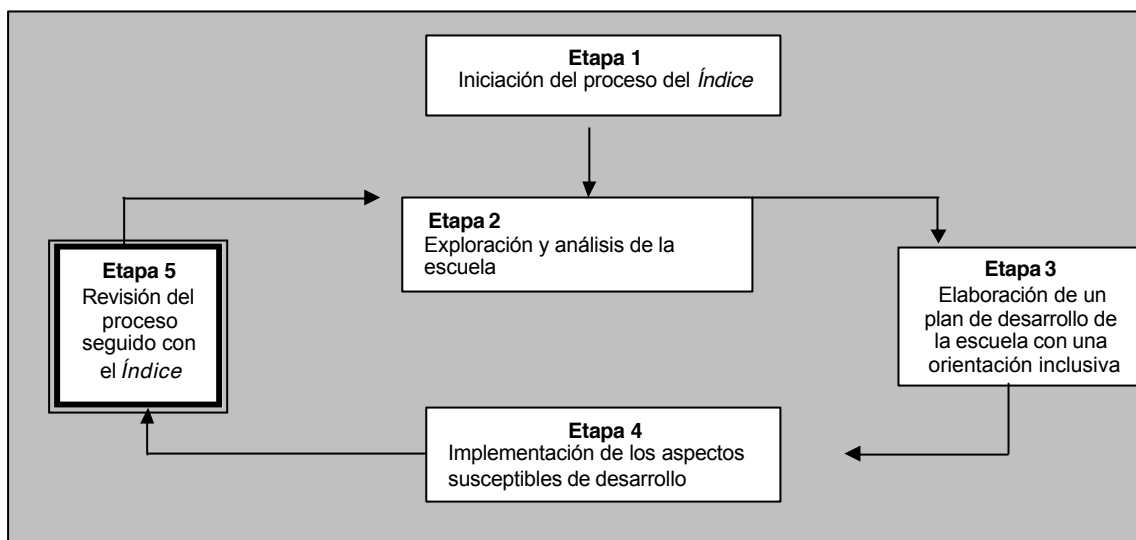 Etapa 1
Iniciación del proceso del Índice
Etapa 2
Exploración y análisis de la
escuela
Etapa 3
Elaboración de un
plan de desarrollo de
la escuela con una
orientación inclusiva
Etapa 4
Implementación de los aspectos
susceptibles de desarrollo
Etapa 5
Revisión del
proceso
seguido con
el Índice